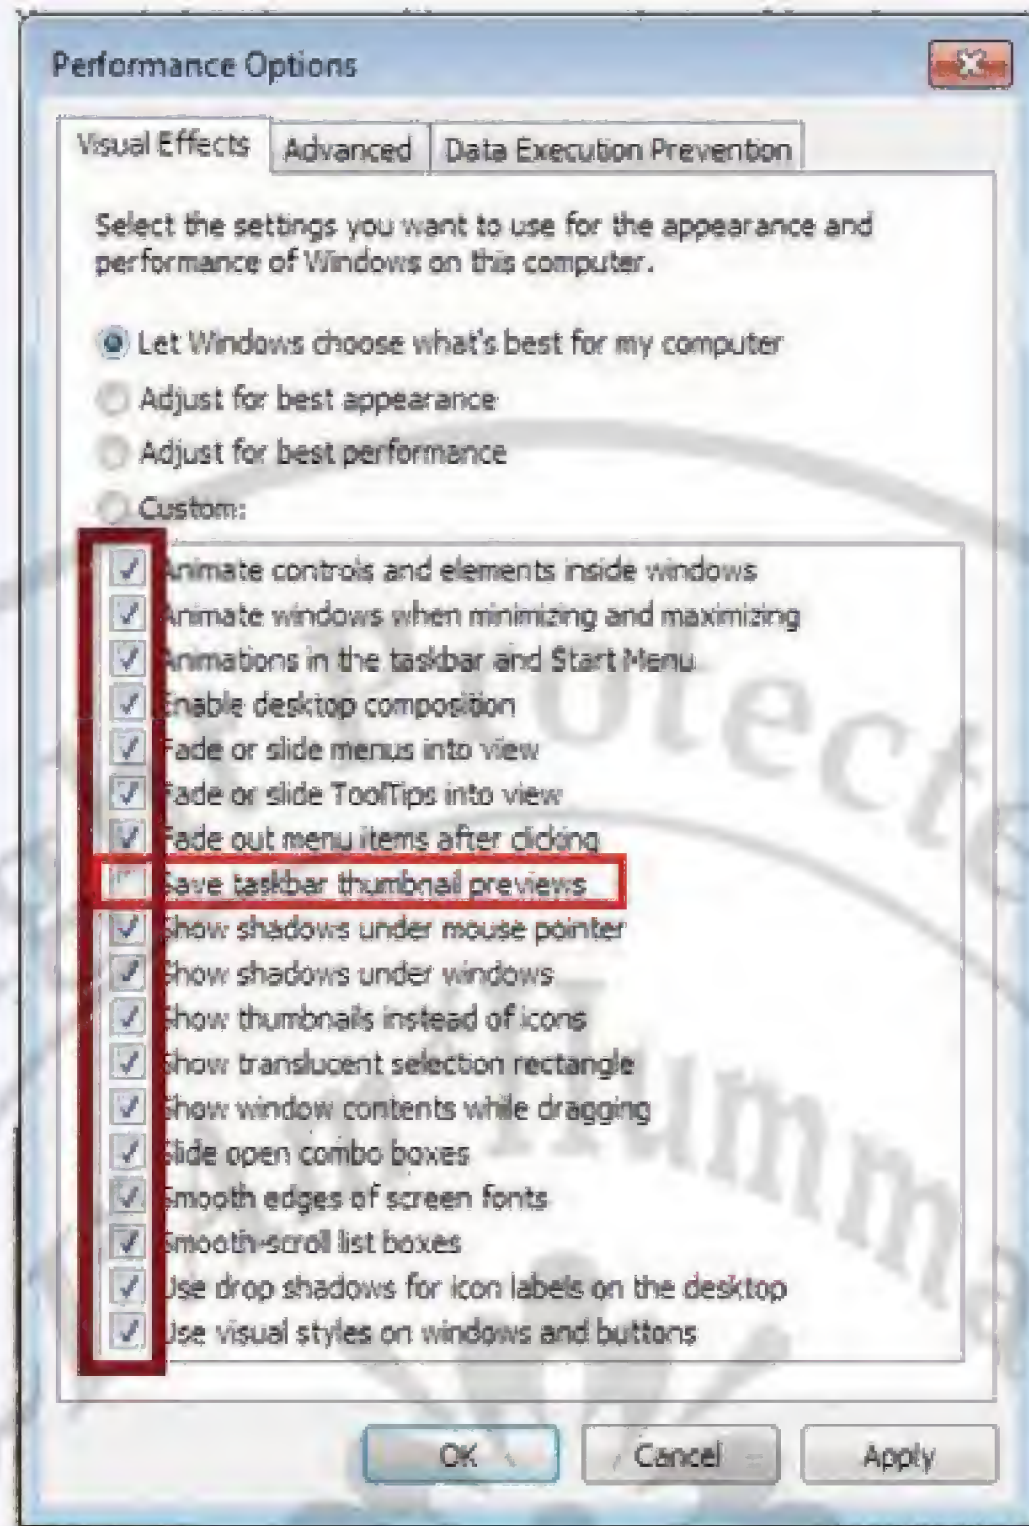 Performance Options
Visual Effects Advanced Data Execution Prevention
Select the settings you want to use for the appearance and
performance of Windows on this computer.
Let Windows choose what's best for my computer
Adjust for best appearance
Adjust for best performance
Custom:
Animate controls and elements inside windows
Animate windows when minimizing and maximizing
Animations in the taskbar and Start Menu
Enable desktop composition
Fade or slide menus into view
Fade or slide ToolTips into view
Fade out menu items after clicking
Save taskbar thumbnail previews
Show shadows under mouse pointer
Show shadows under windows
Show thumbnails instead of icons
Show translucent selection rectangle
Show window contents while dragging
Slide open combo boxes
Smooth edges of screen fonts
Smooth-scroll list boxes
Use drop shadows for icon labels on the desktop
Use visual styles on windows and buttons
OK Cancel Apply